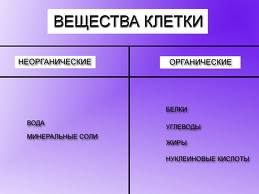 ВЕЩЕСТВА КЛЕТКИ
НЕОРГАНИЧЕСКИЕ
ОРГАНИЧЕСКИЕ
ВОДА
МИНЕРАЛЬНЫЕ СОЛИ
БЕЛКИ
УГЛЕВОДЫ
ЖИРЫ
НУКЛЕИНОВЫЕ КИСЛОТЫ